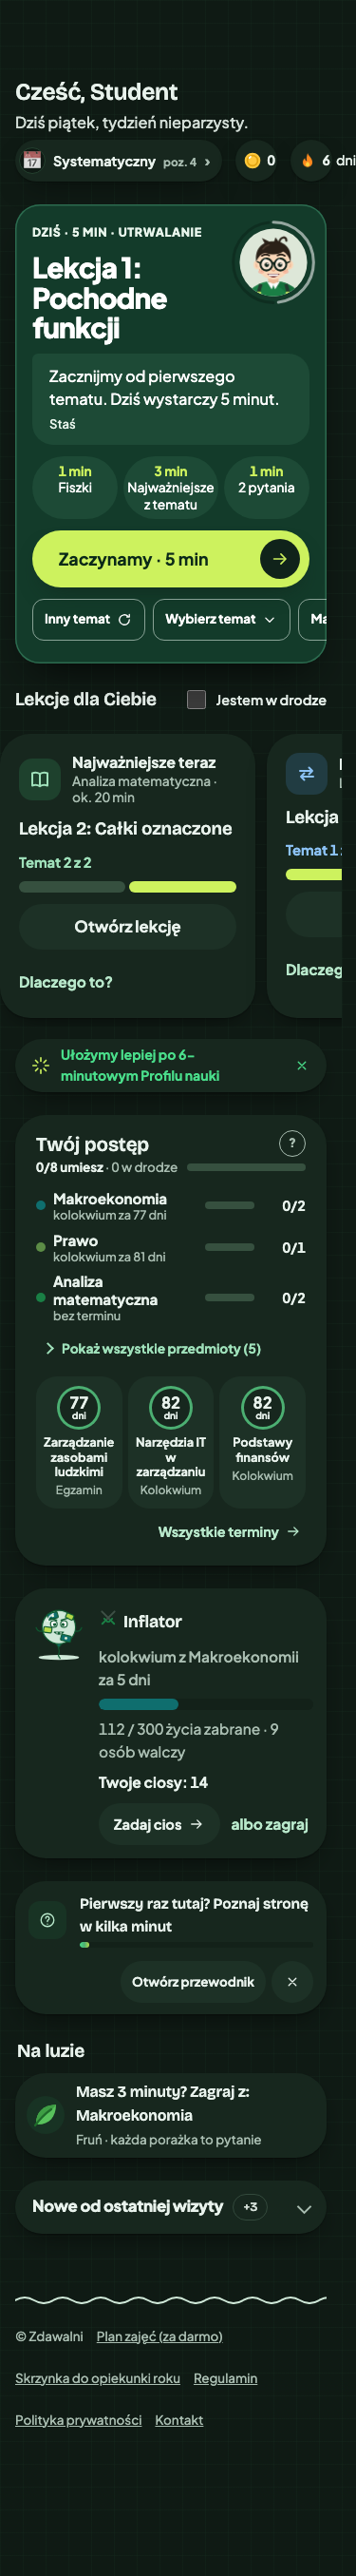 Cześć, Student
Dziś piątek, tydzień nieparzysty.
17
Systematyczny poz. 4 ›
0
6 dni
DZIŚ · 5 MIN · UTRWALANIE
Lekcja 1:
Pochodne
funkcji
Zacznijmy od pierwszego
tematu. Dziś wystarczy 5 minut.
Staś
1 min
Fiszki
3 min
Najważniejsze
z tematu
1 min
2 pytania
Zaczynamy · 5 min
Inny temat
Wybierz temat
Lekcje dla Ciebie
Jestem w drodze
Najważniejsze teraz
Analiza matematyczna ·
ok. 20 min
Lekcja 2: Całki oznaczone
Temat 2 z 2
Otwórz lekcję
Dlaczego to?
Lekcja
Temat 1
Dlaczeg
Ułożymy lepiej po 6-
minutowym Profilu nauki
Twój postęp
?
0/8 umiesz · 0 w drodze
Makroekonomia
kolokwium za 77 dni
0/2
Prawo
kolokwium za 81 dni
0/1
Analiza
matematyczna
bez terminu
0/2
Pokaż wszystkie przedmioty (5)
77
dni
Zarządzanie
zasobami
ludzkimi
Egzamin
82
dni
Narzędzia IT
w
zarządzaniu
Kolokwium
82
dni
Podstawy
finansów
Kolokwium
Wszystkie terminy
Inflator
kolokwium z Makroekonomii
za 5 dni
112 / 300 życia zabrane · 9
osób walczy
Twoje ciosy: 14
Zadaj cios
albo zagraj
Pierwszy raz tutaj? Poznaj stronę
w kilka minut
Otwórz przewodnik
Na luzie
Masz 3 minuty? Zagraj z:
Makroekonomia
Fruń · każda porażka to pytanie
Nowe od ostatniej wizyty
+3
© Zdawalni
Plan zajęć (za darmo)
Skrzynka do opiekunki roku
Regulamin
Polityka prywatności
Kontakt